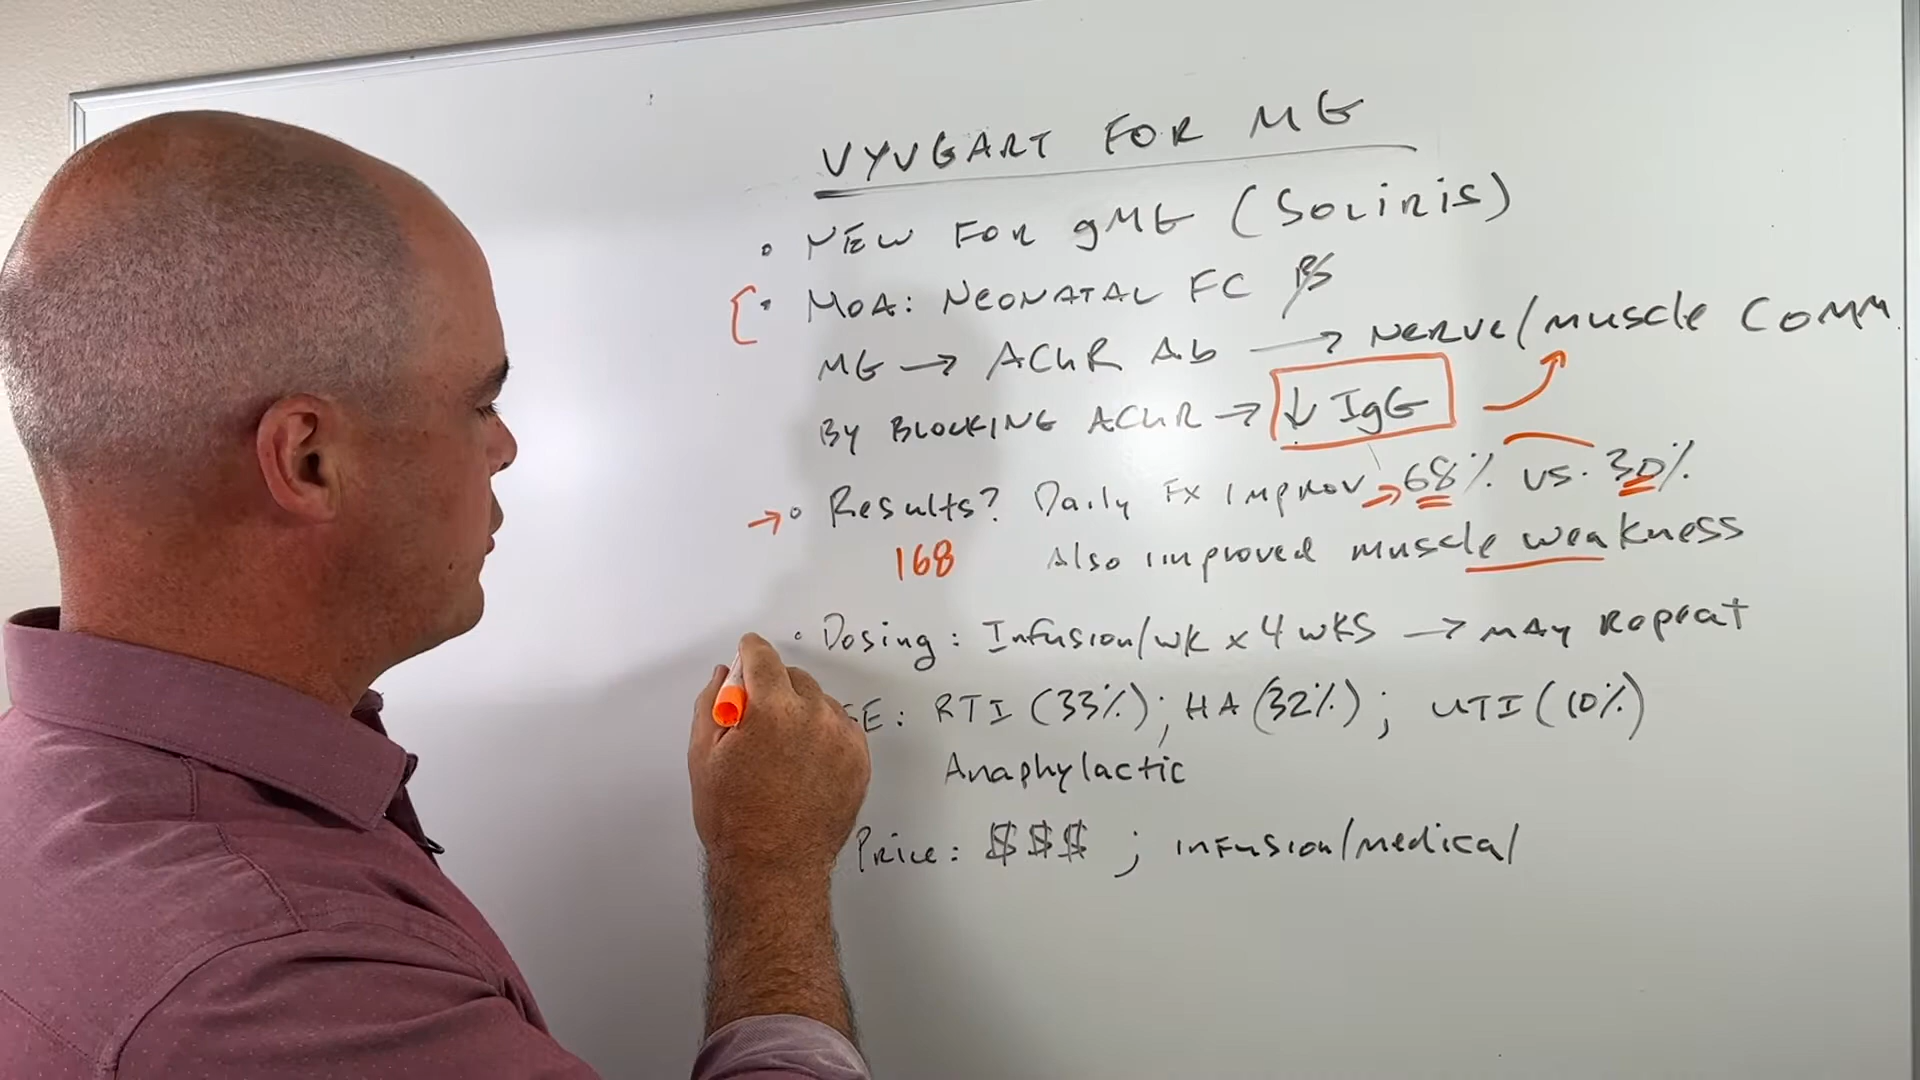 VYVGART FOR MG
• NEW FOR gMG (Soliris)
• MOA: NEONATAL FC
MG → AChR Ab → Nerve/muscle COMM
By BLOCKING AChR → ↓ IgG
→ • Results? Daily FX Improv → 68% vs. 30%
168 Also improved muscle weakness
• Dosing: Infusion/wk x 4 wks → may Repeat
SE: RTI (33%); HA (32%); UTI (10%)
Anaphylactic
Price: $$$ ; infusion/medical